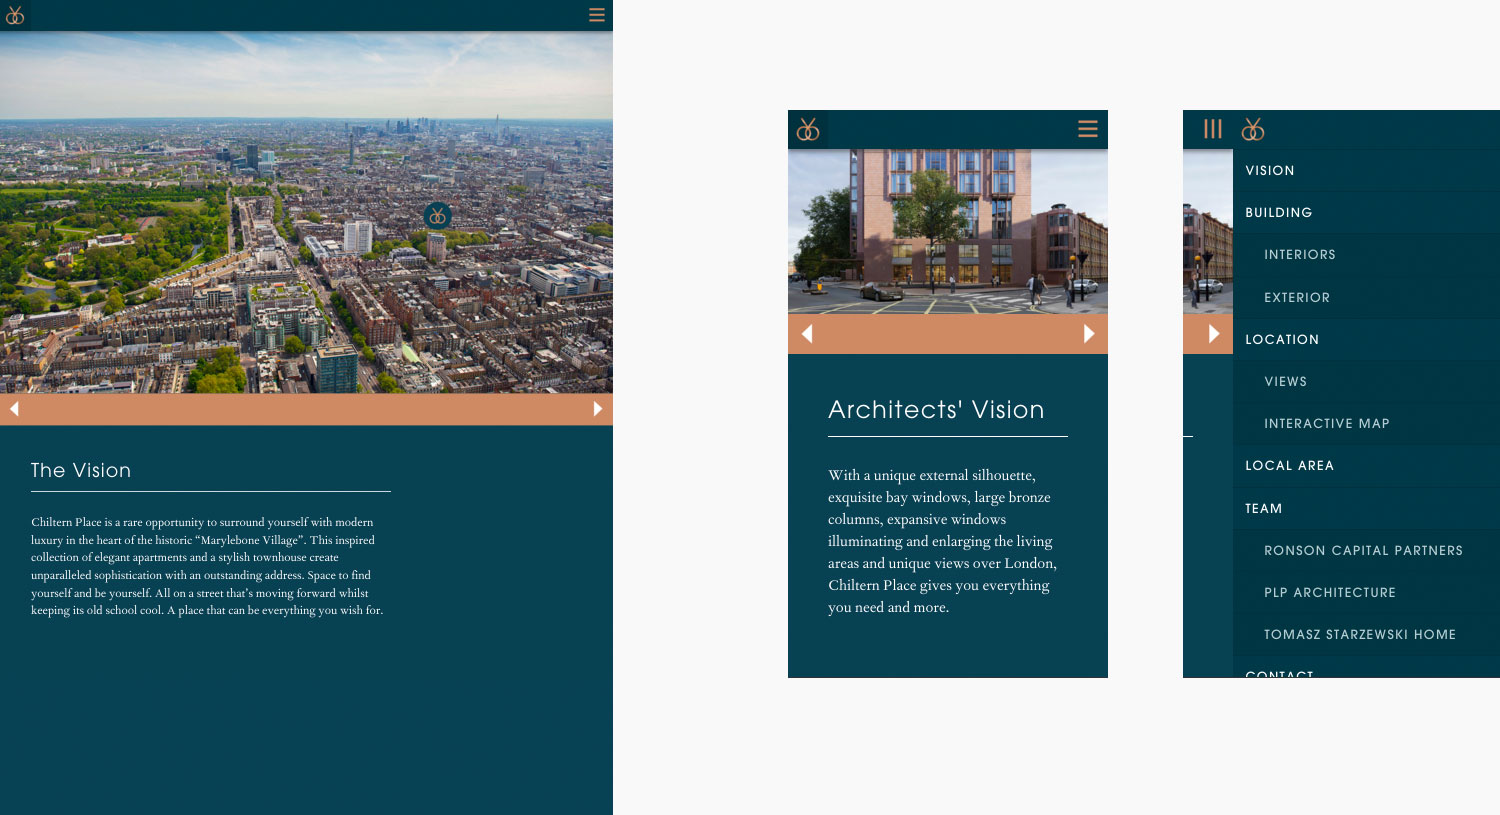 The Vision
Chiltern Place is a rare opportunity to surround yourself with modern
luxury in the heart of the historic “Marylebone Village”. This inspired
collection of elegant apartments and a stylish townhouse create
unparalleled sophistication with an outstanding address. Space to find
yourself and be yourself. All on a street that’s moving forward whilst
keeping its old school cool. A place that can be everything you wish for.
Architects' Vision
With a unique external silhouette,
exquisite bay windows, large bronze
columns, expansive windows
illuminating and enlarging the living
areas and unique views over London,
Chiltern Place gives you everything
you need and more.
VISION
BUILDING
INTERIORS
EXTERIOR
LOCATION
VIEWS
INTERACTIVE MAP
LOCAL AREA
TEAM
RONSON CAPITAL PARTNERS
PLP ARCHITECTURE
TOMASZ STARZEWSKI HOME
CONTACT